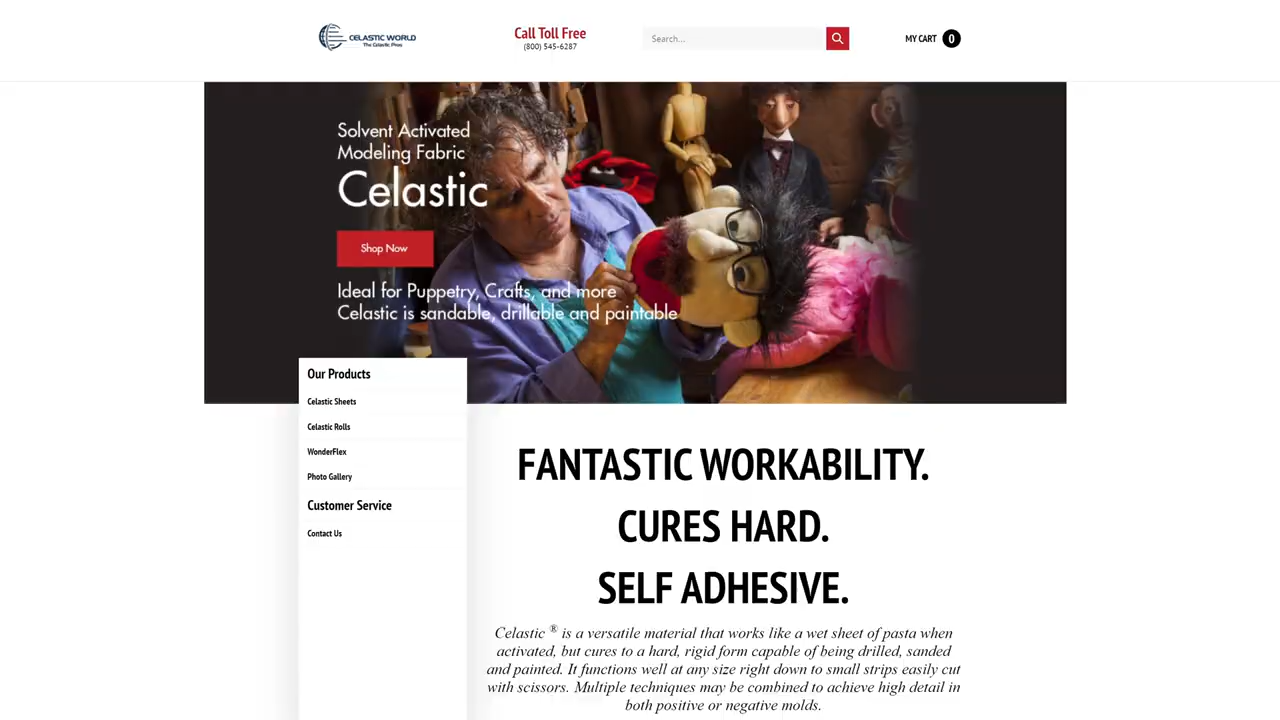 CELASTIC WORLD
The Celastic Pros
Call Toll Free
(800) 545-6287
Search...
MY CART 0
Solvent Activated
Modeling Fabric
Celastic
Shop Now
Ideal for Puppetry, Crafts, and more
Celastic is sandable, drillable and paintable
Our Products
Celastic Sheets
Celastic Rolls
WonderFlex
Photo Gallery
Customer Service
Contact Us
FANTASTIC WORKABILITY.
CURES HARD.
SELF ADHESIVE.
Celastic ® is a versatile material that works like a wet sheet of pasta when
activated, but cures to a hard, rigid form capable of being drilled, sanded
and painted. It functions well at any size right down to small strips easily cut
with scissors. Multiple techniques may be combined to achieve high detail in
both positive or negative molds.